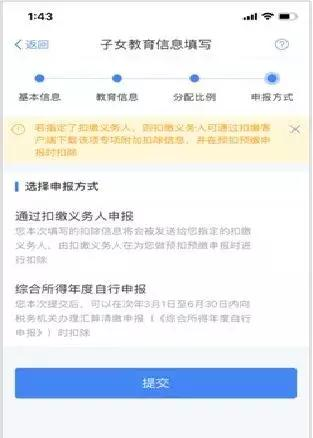 1:43
返回
子女教育信息填写
基本信息
教育信息
分配比例
申报方式
若指定了扣缴义务人,则扣缴义务人可通过扣缴客
户端下载该项专项附加扣除信息,并在预扣预缴申
报时扣除
选择申报方式
通过扣缴义务人申报
您本次填写的扣除信息将会被发送给您指定的扣缴
义务人,由扣缴义务人在为您做预扣预缴申报时进
行扣除
综合所得年度自行申报
您本次提交后,可以在次年3月1日至6月30日内向
税务机关办理汇算清缴申报(《综合所得年度自行
申报》)时扣除
提交